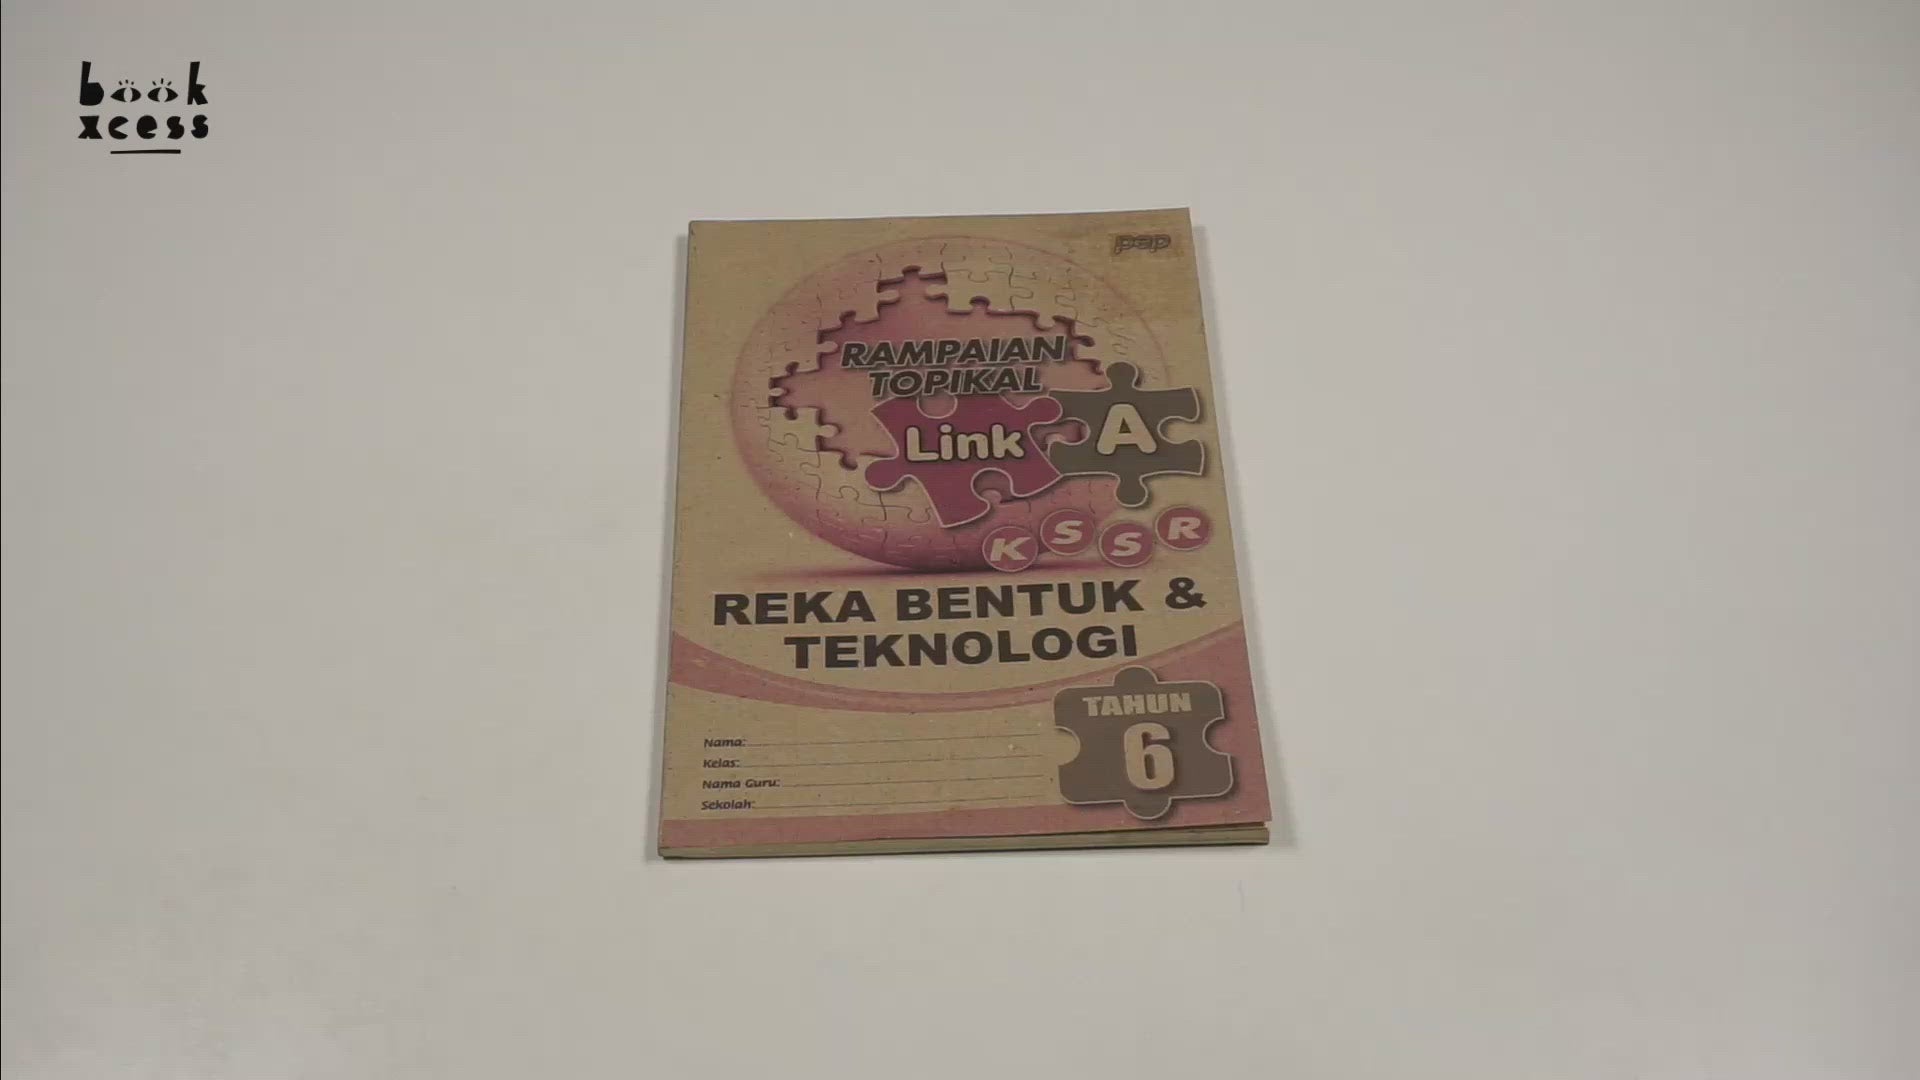 book
xcess
pep
RAMPAIAN
TOPIKAL
Link A
KSSR
REKA BENTUK &
TEKNOLOGI
TAHUN
6
Nama:
Kelas:
Nama Guru:
Sekolah: